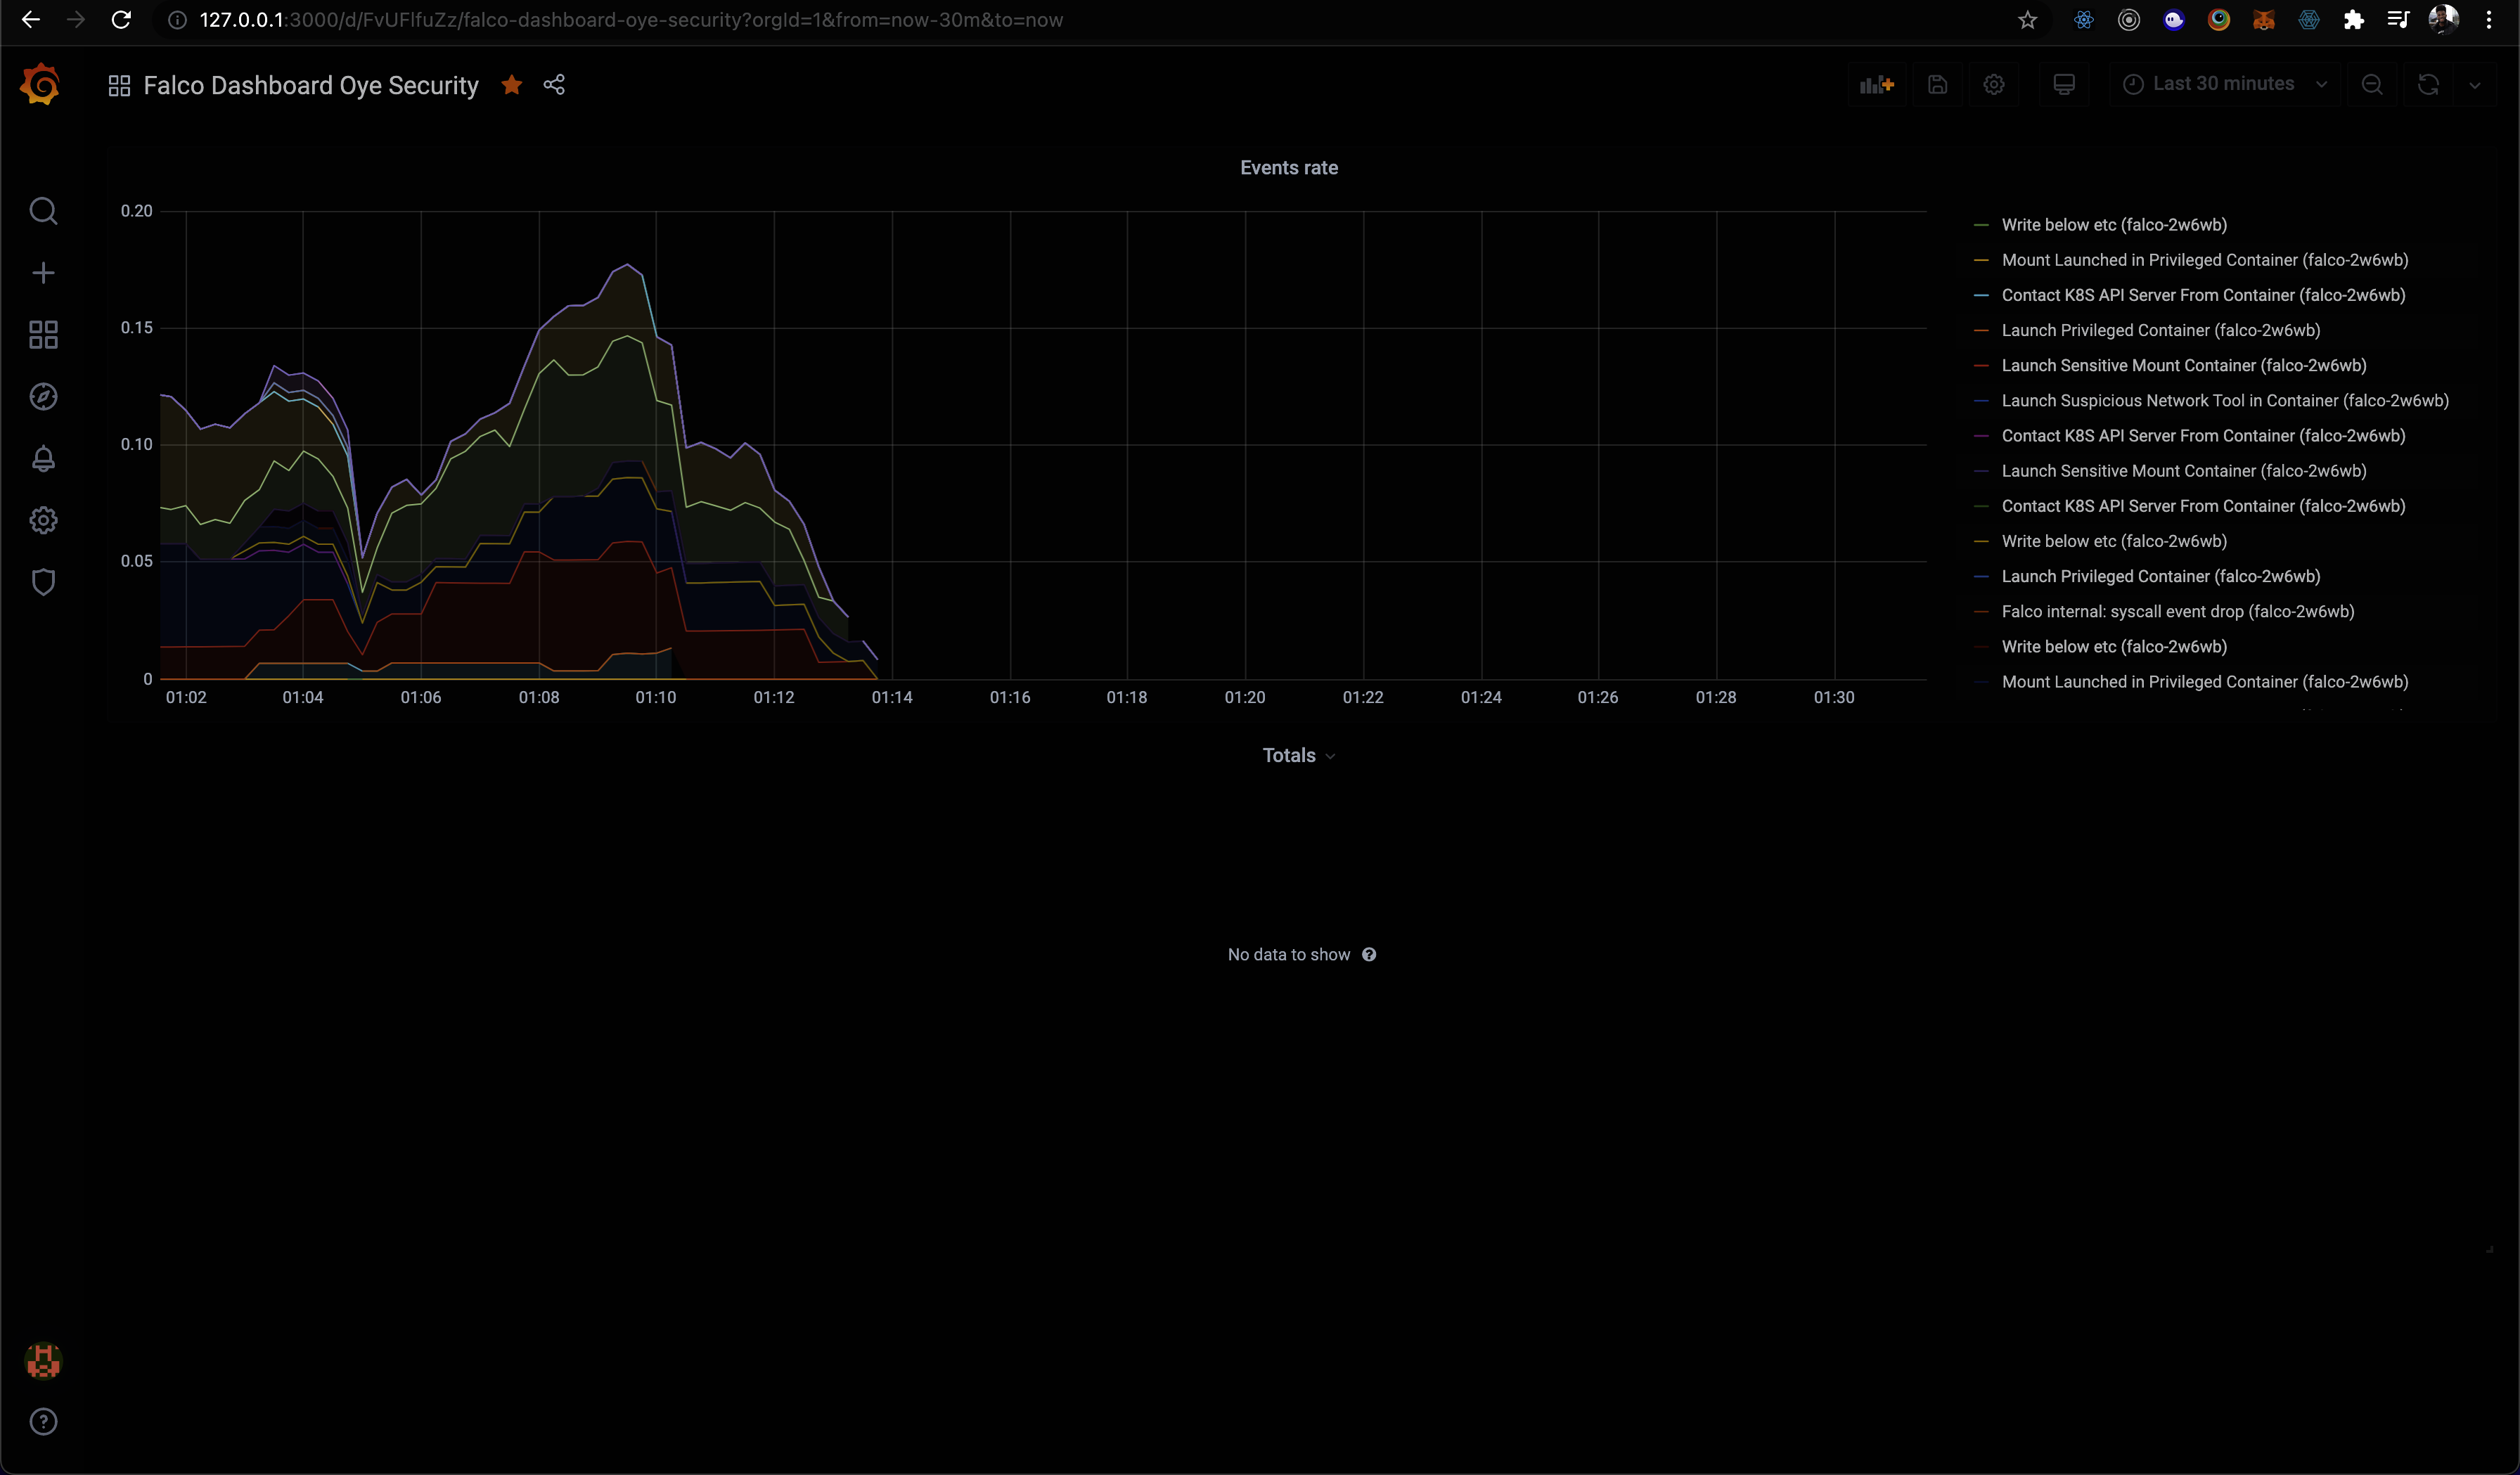 127.0.0.1:3000/d/FvUFlfuZz/falco-dashboard-oye-security?orgId=1&from=now-30m&to=now
Falco Dashboard Oye Security
Last 30 minutes
Events rate
0.20
0.15
0.10
0.05
0
01:02 01:04 01:06 01:08 01:10 01:12 01:14 01:16 01:18 01:20 01:22 01:24 01:26 01:28 01:30
Write below etc (falco-2w6wb)
Mount Launched in Privileged Container (falco-2w6wb)
Contact K8S API Server From Container (falco-2w6wb)
Launch Privileged Container (falco-2w6wb)
Launch Sensitive Mount Container (falco-2w6wb)
Launch Suspicious Network Tool in Container (falco-2w6wb)
Contact K8S API Server From Container (falco-2w6wb)
Launch Sensitive Mount Container (falco-2w6wb)
Contact K8S API Server From Container (falco-2w6wb)
Write below etc (falco-2w6wb)
Launch Privileged Container (falco-2w6wb)
Falco internal: syscall event drop (falco-2w6wb)
Write below etc (falco-2w6wb)
Mount Launched in Privileged Container (falco-2w6wb)
Totals
No data to show